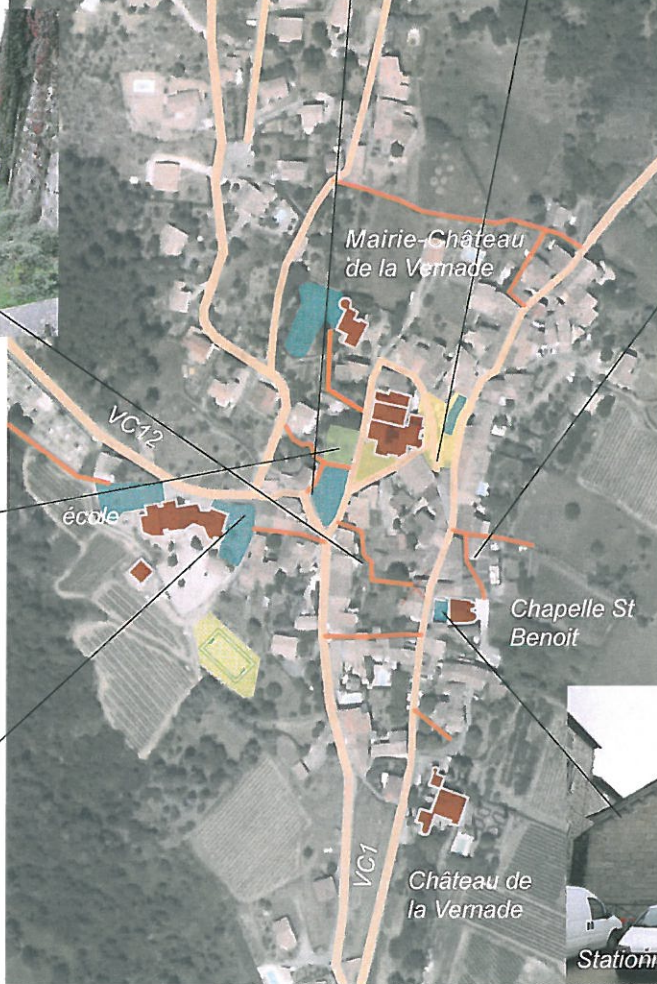 Mairie-Château
de la Vernade
VC12
école
Chapelle St
Benoit
VC1
Château de
la Vernade